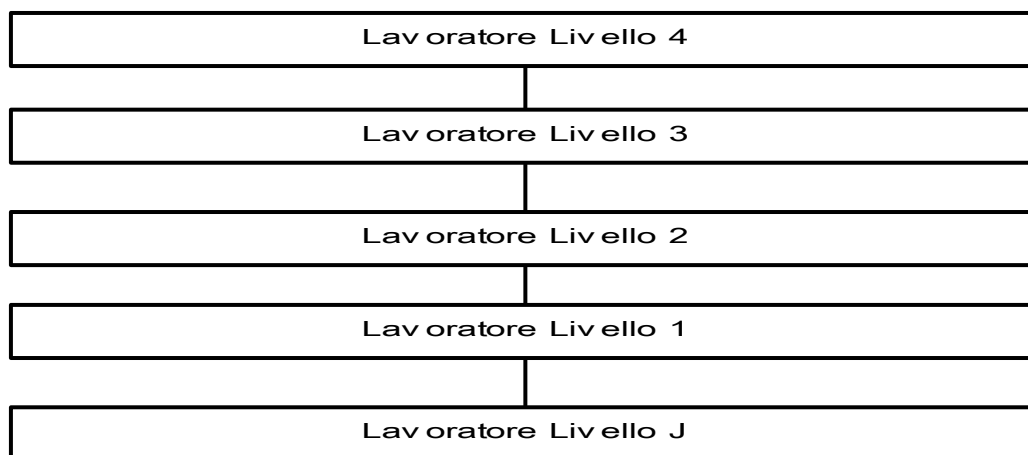 Lavoratore Livello 4
Lavoratore Livello 3
Lavoratore Livello 2
Lavoratore Livello 1
Lavoratore Livello J